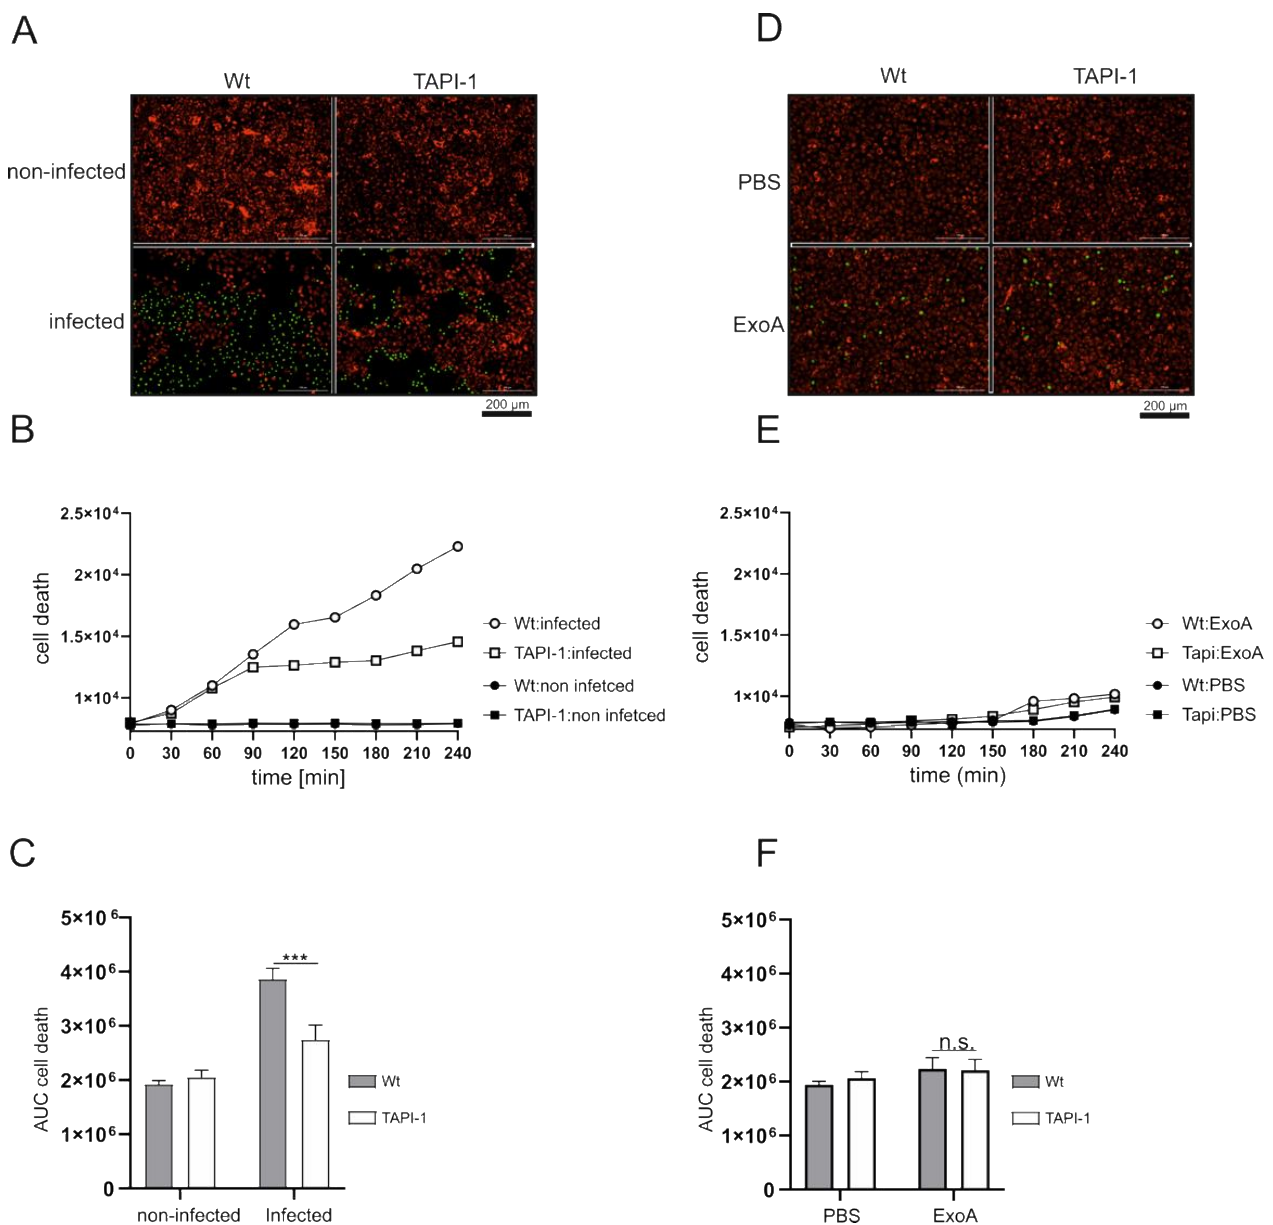 A
Wt TAPI-1
non-infected
infected
200 µm
B
2.5×10⁴
2×10⁴
1.5×10⁴
1×10⁴
cell death
0 30 60 90 120 150 180 210 240
time [min]
Wt:infected
TAPI-1:infected
Wt:non infetced
TAPI-1:non infetced
C
5×10⁶
4×10⁶
3×10⁶
2×10⁶
1×10⁶
0
AUC cell death
***
non-infected Infected
Wt
TAPI-1
D
Wt TAPI-1
PBS
ExoA
200 µm
E
2.5×10⁴
2×10⁴
1.5×10⁴
1×10⁴
cell death
0 30 60 90 120 150 180 210 240
time (min)
Wt:ExoA
Tapi:ExoA
Wt:PBS
Tapi:PBS
F
5×10⁶
4×10⁶
3×10⁶
2×10⁶
1×10⁶
0
AUC cell death
n.s.
PBS ExoA
Wt
TAPI-1